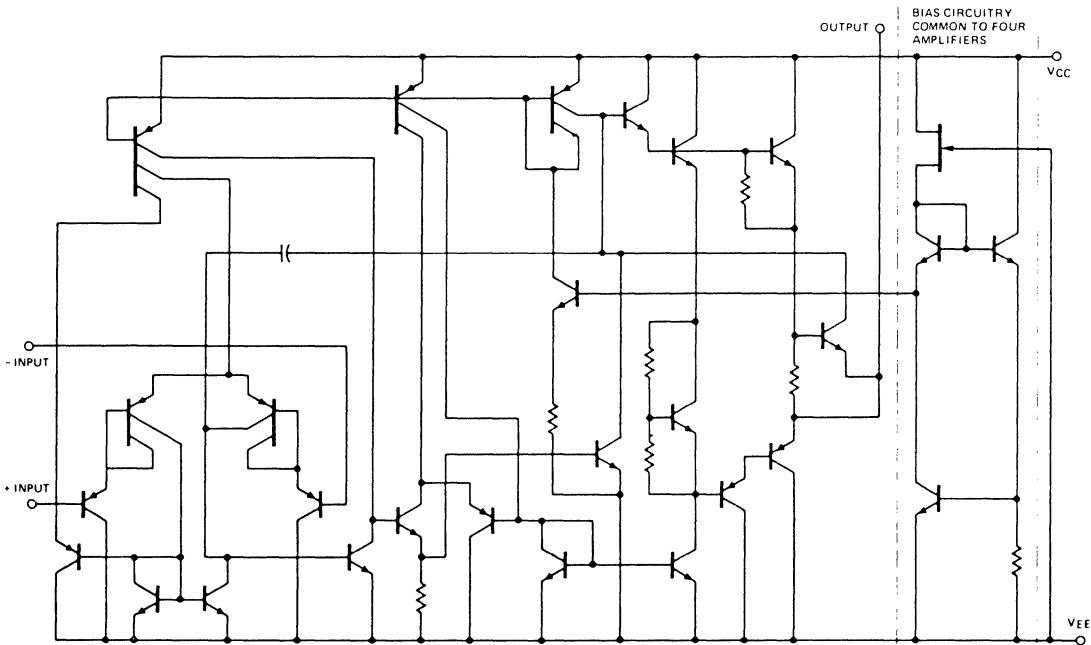 BIAS CIRCUITRY
COMMON TO FOUR
AMPLIFIERS
OUTPUT
VCC
- INPUT
+ INPUT
VEE